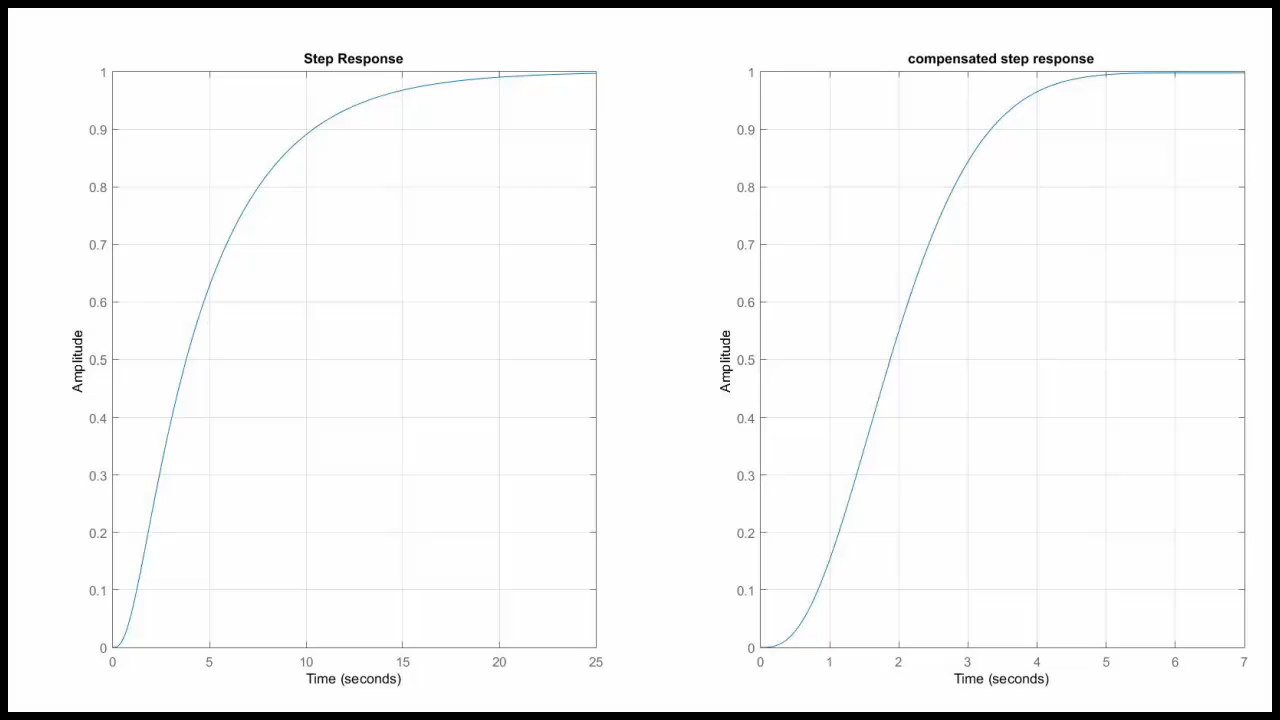 Step Response
1
0.9
0.8
0.7
0.6
0.5
0.4
0.3
0.2
0.1
0
Amplitude
0 5 10 15 20 25
Time (seconds)
compensated step response
1
0.9
0.8
0.7
0.6
0.5
0.4
0.3
0.2
0.1
0
Amplitude
0 1 2 3 4 5 6 7
Time (seconds)